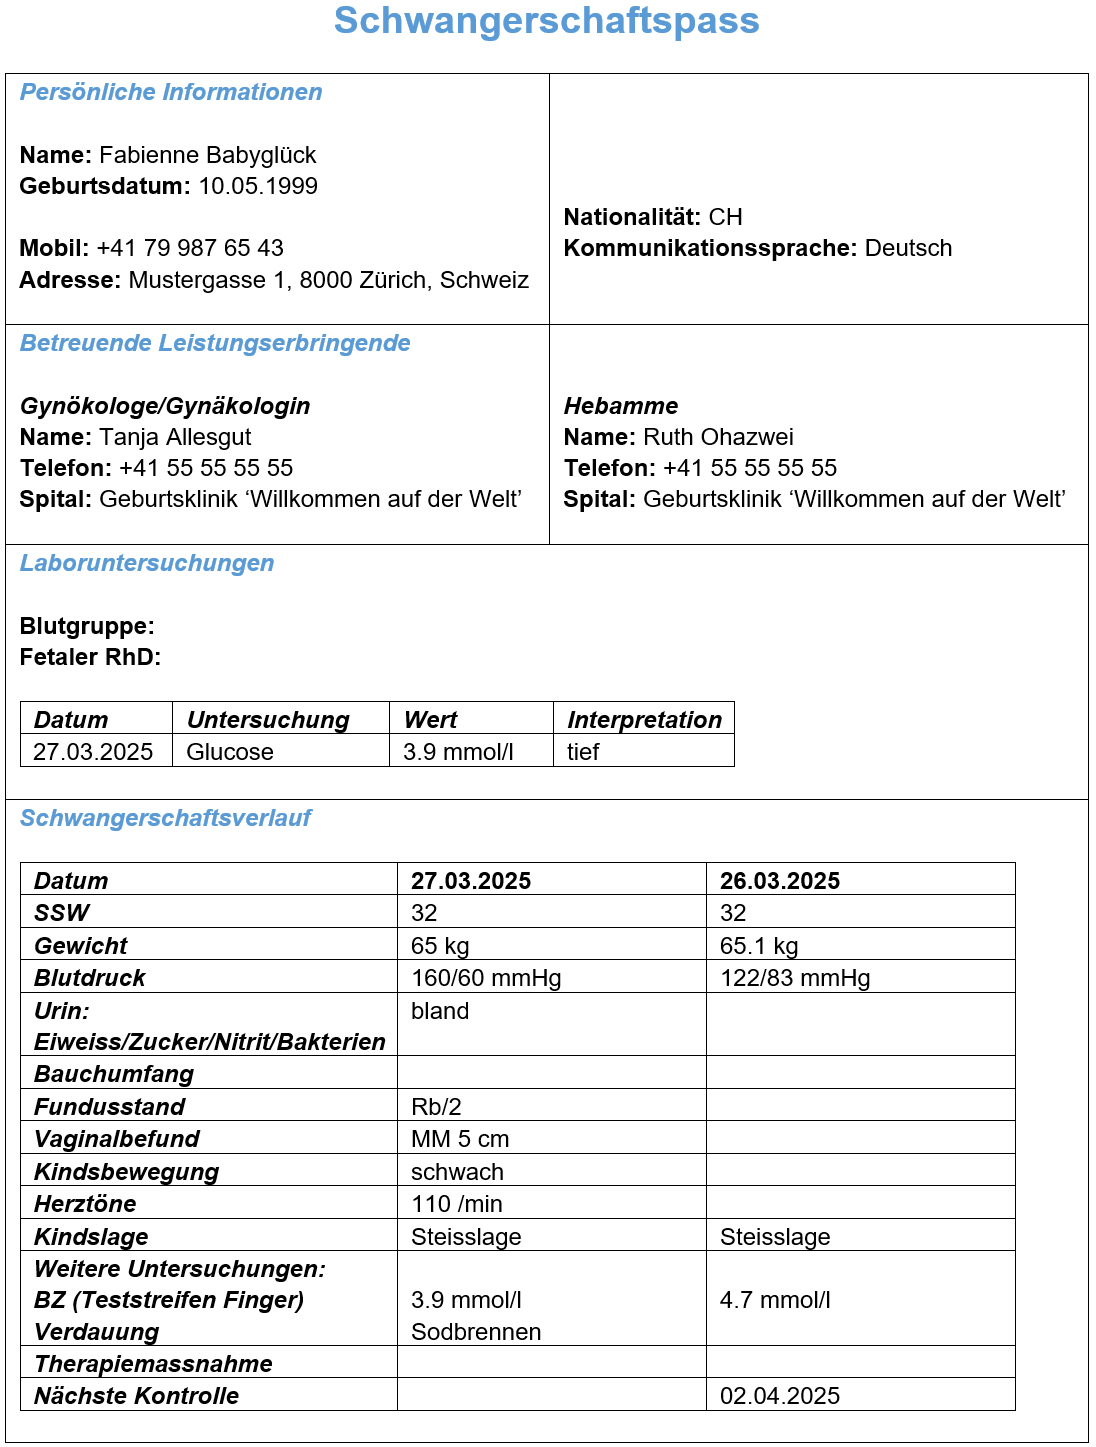 Schwangerschaftspass
Persönliche Informationen
Name: Fabienne Babyglück
Geburtsdatum: 10.05.1999
Mobil: +41 79 987 65 43
Adresse: Mustergasse 1, 8000 Zürich, Schweiz
Nationalität: CH
Kommunikationssprache: Deutsch
Betreuende Leistungserbringende
Gynökologe/Gynäkologin
Name: Tanja Allesgut
Telefon: +41 55 55 55 55
Spital: Geburtsklinik ‘Willkommen auf der Welt’
Hebamme
Name: Ruth Ohazwei
Telefon: +41 55 55 55 55
Spital: Geburtsklinik ‘Willkommen auf der Welt’
Laboruntersuchungen
Blutgruppe:
Fetaler RhD:
Datum Untersuchung Wert Interpretation
27.03.2025 Glucose 3.9 mmol/l tief
Schwangerschaftsverlauf
Datum 27.03.2025 26.03.2025
SSW 32 32
Gewicht 65 kg 65.1 kg
Blutdruck 160/60 mmHg 122/83 mmHg
Urin: bland
Eiweiss/Zucker/Nitrit/Bakterien
Bauchumfang
Fundusstand Rb/2
Vaginalbefund MM 5 cm
Kindsbewegung schwach
Herztöne 110 /min
Kindslage Steisslage Steisslage
Weitere Untersuchungen:
BZ (Teststreifen Finger) 3.9 mmol/l 4.7 mmol/l
Verdauung Sodbrennen
Therapiemassnahme
Nächste Kontrolle 02.04.2025